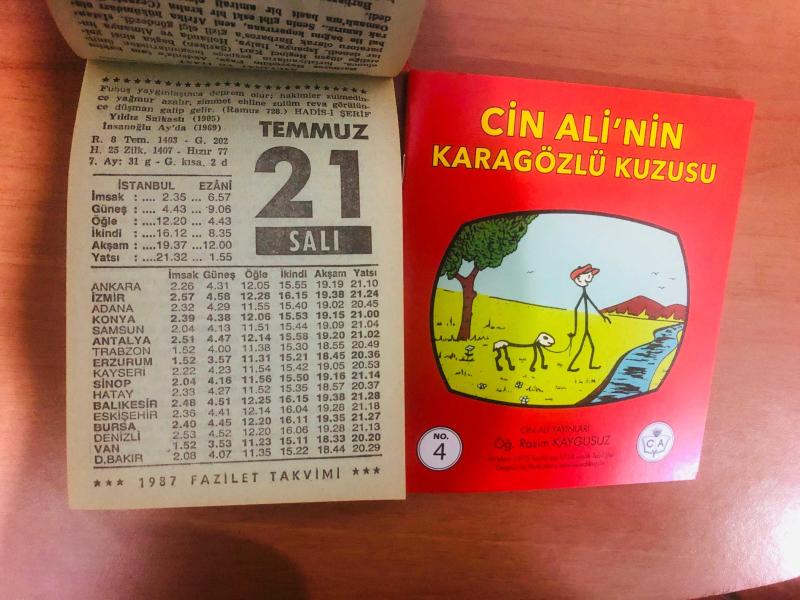 Fuhuş yaygınlaşınca deprem olur; hakimler zulmedin-
ce yağmur azalır, zimmet ehline zulüm reva görülün-
ce düşman galip gelir. (Ramuz 728.) HADİS-İ ŞERİF
Yıldız Suikastı (1905)
İnsanoğlu Ay'da (1969)
R. 8 Tem. 1403 - G. 202
H. 25 Zilk. 1407 - Hızır 77
7. Ay: 31 g - G. kısa. 2 d
TEMMUZ
21
SALI
İSTANBUL EZÂNİ
İmsak : .... 2.35 ... 6.57
Güneş : .... 4.43 ... 9.06
Öğle : ....12.20 ... 4.43
İkindi : ....16.12 ... 8.35
Akşam : ....19.37 ...12.00
Yatsı : ....21.32 ... 1.55
İmsak Güneş Öğle İkindi Akşam Yatsı
ANKARA 2.26 4.31 12.05 15.55 19.19 21.10
İZMİR 2.57 4.58 12.28 16.15 19.38 21.24
ADANA 2.32 4.29 11.55 15.40 19.02 20.45
KONYA 2.39 4.38 12.06 15.53 19.15 21.00
SAMSUN 2.04 4.13 11.51 15.44 19.09 21.04
ANTALYA 2.51 4.47 12.14 15.58 19.20 21.02
TRABZON 1.52 4.00 11.38 15.30 18.55 20.49
ERZURUM 1.52 3.57 11.31 15.21 18.45 20.36
KAYSERİ 2.22 4.23 11.54 15.42 19.05 20.53
SİNOP 2.04 4.16 11.56 15.50 19.16 21.14
HATAY 2.33 4.27 11.52 15.35 18.57 20.37
BALIKESİR 2.48 4.51 12.25 16.15 19.38 21.28
ESKİŞEHİR 2.36 4.41 12.14 16.04 19.28 21.18
BURSA 2.40 4.45 12.20 16.11 19.35 21.27
DENİZLİ 2.53 4.52 12.20 16.06 19.28 21.13
VAN 1.52 3.53 11.23 15.11 18.33 20.20
D.BAKIR 2.08 4.07 11.35 15.22 18.44 20.29
*** 1987 FAZİLET TAKVİMİ ***
CİN ALİ'NİN
KARAGÖZLÜ KUZUSU
CİN ALİ YAYINLARI
Öğ. Rasim KAYGUSUZ
NO.
4
C A